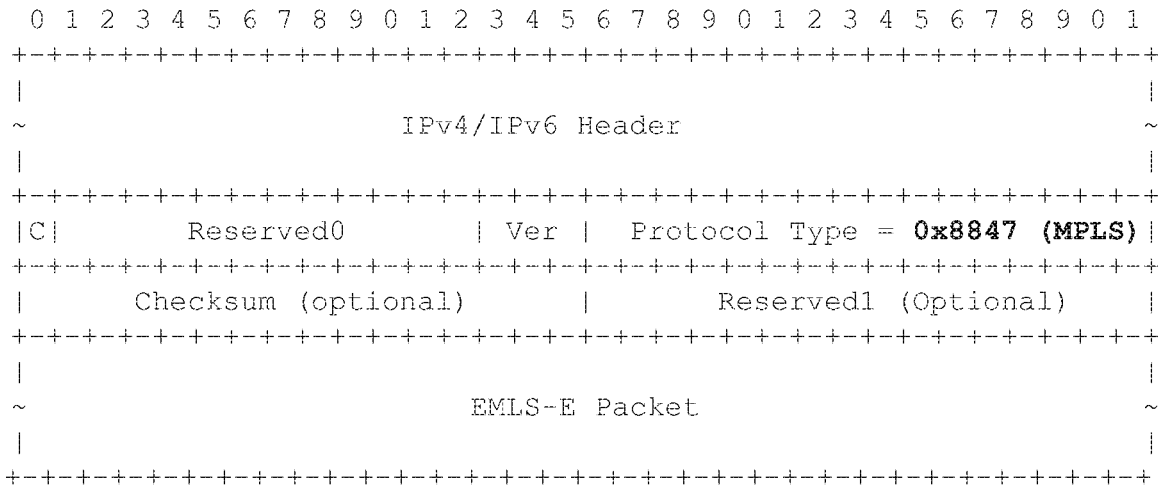 0 1 2 3 4 5 6 7 8 9 0 1 2 3 4 5 6 7 8 9 0 1 2 3 4 5 6 7 8 9 0 1
+-+-+-+-+-+-+-+-+-+-+-+-+-+-+-+-+-+-+-+-+-+-+-+-+-+-+-+-+-+-+-+-+
| |
~ IPv4/IPv6 Header ~
| |
+-+-+-+-+-+-+-+-+-+-+-+-+-+-+-+-+-+-+-+-+-+-+-+-+-+-+-+-+-+-+-+-+
|C| Reserved0 | Ver | Protocol Type = 0x8847 (MPLS)|
+-+-+-+-+-+-+-+-+-+-+-+-+-+-+-+-+-+-+-+-+-+-+-+-+-+-+-+-+-+-+-+-+
| Checksum (optional) | Reserved1 (Optional) |
+-+-+-+-+-+-+-+-+-+-+-+-+-+-+-+-+-+-+-+-+-+-+-+-+-+-+-+-+-+-+-+-+
| |
~ EMLS-E Packet ~
| |
+-+-+-+-+-+-+-+-+-+-+-+-+-+-+-+-+-+-+-+-+-+-+-+-+-+-+-+-+-+-+-+-+